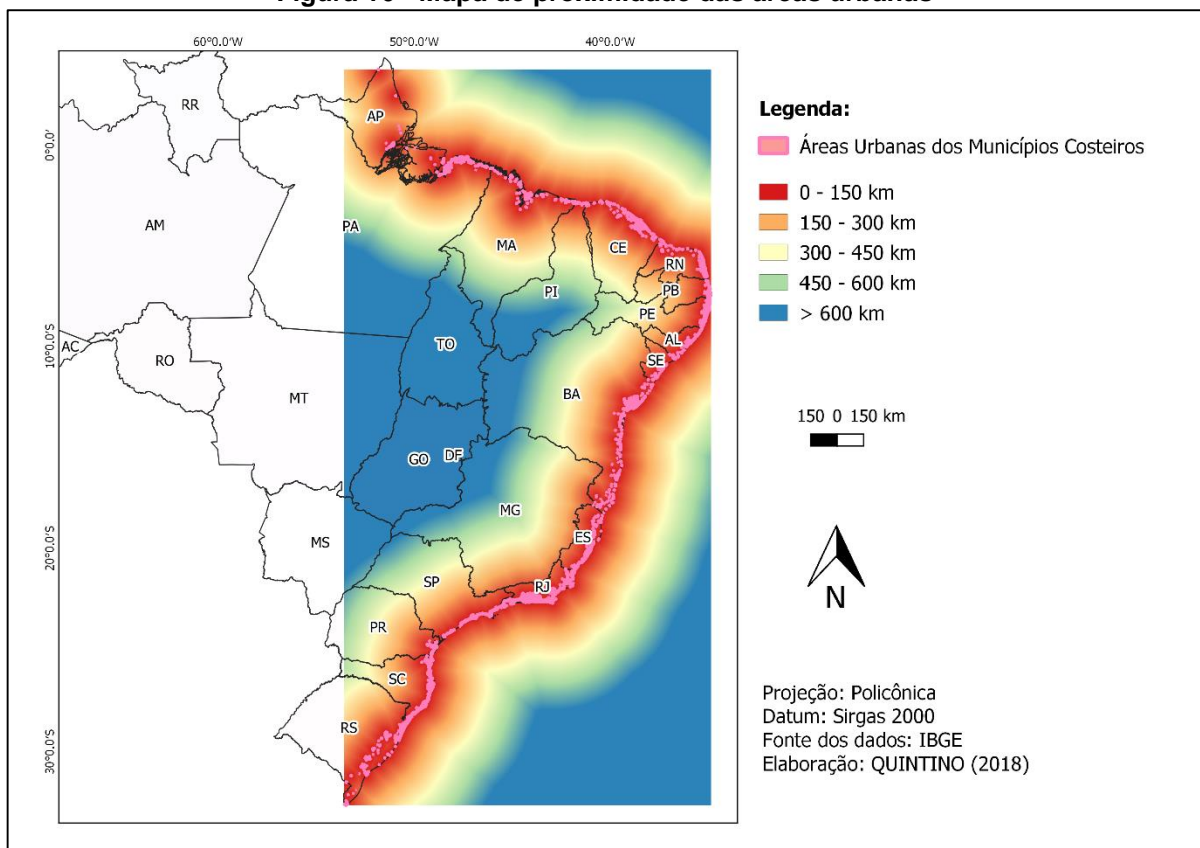 Figura 10 - Mapa de proximidade das áreas urbanas
60°0.0'W 50°0.0'W 40°0.0'W
0°0.0'
10°0.0'S
20°0.0'S
30°0.0'S
RR
AP
AM
PA
MA
CE
RN
PB
PI
PE
AL
AC
RO
TO
SE
MT
BA
GO
DF
MG
MS
ES
SP
RJ
PR
SC
RS
Legenda:
Áreas Urbanas dos Municípios Costeiros
0 - 150 km
150 - 300 km
300 - 450 km
450 - 600 km
> 600 km
150 0 150 km
N
Projeção: Policônica
Datum: Sirgas 2000
Fonte dos dados: IBGE
Elaboração: QUINTINO (2018)